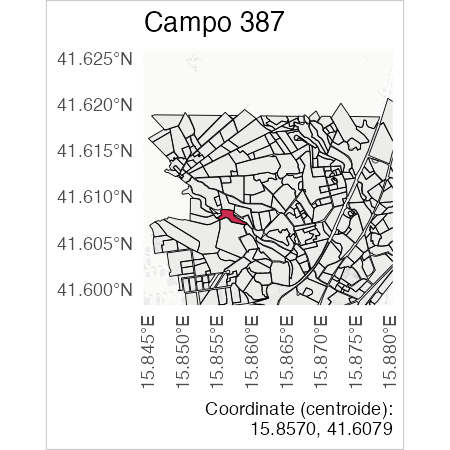 Campo 387
41.625°N
41.620°N
41.615°N
41.610°N
41.605°N
41.600°N
15.845°E
15.850°E
15.855°E
15.860°E
15.865°E
15.870°E
15.875°E
15.880°E
Coordinate (centroide):
15.8570, 41.6079